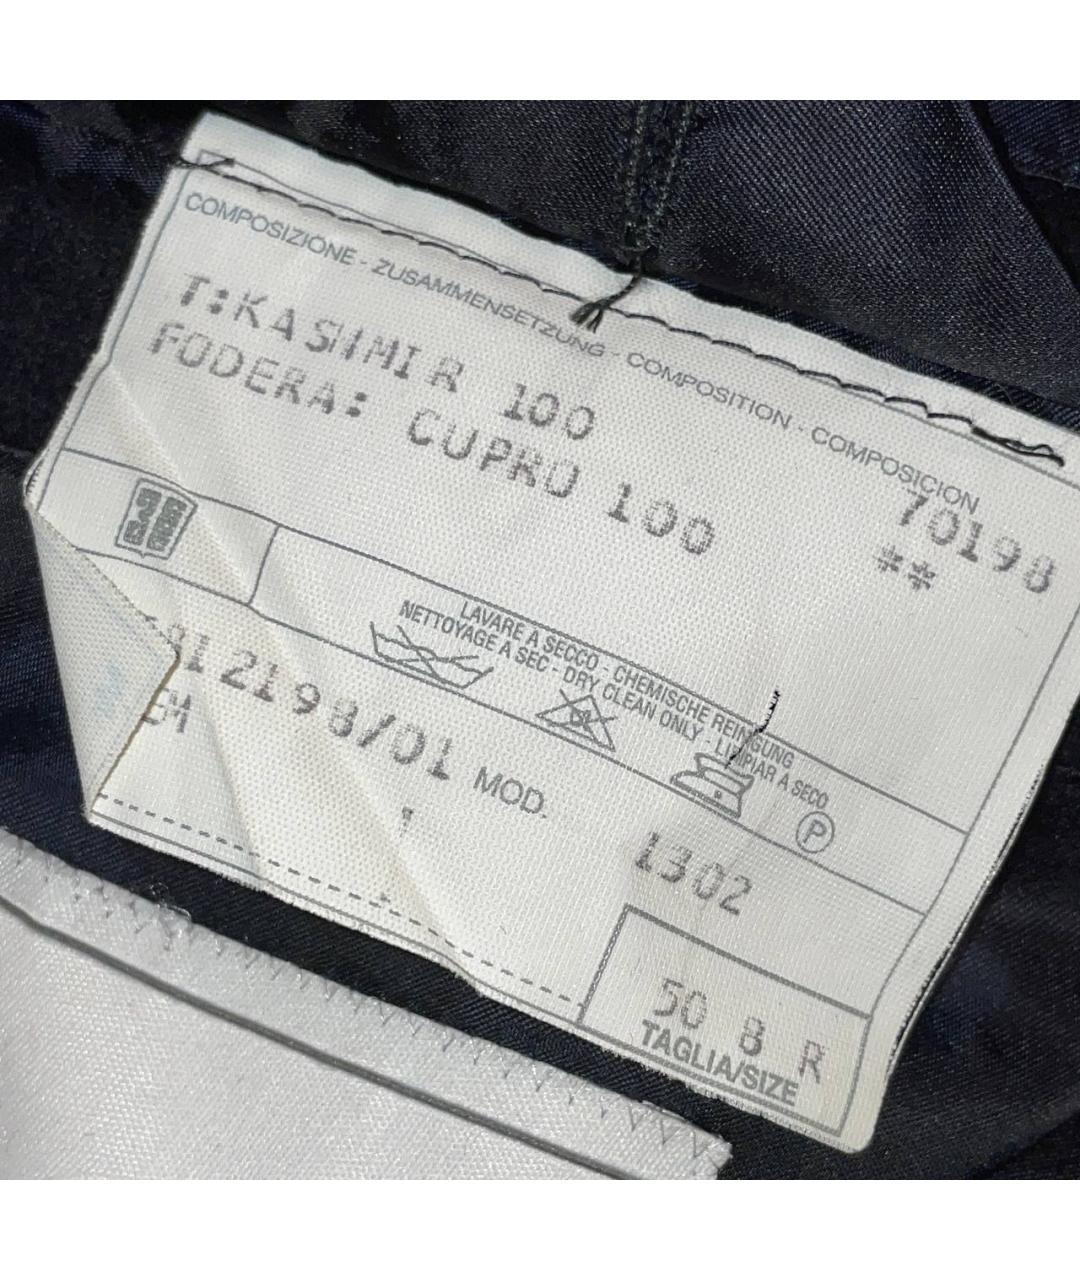 COMPOSIZIONE - ZUSAMMENSETZUNG - COMPOSITION - COMPOSICION
T:KASHMIR 100
FODERA: CUPRO 100
70198
**
LAVARE A SECCO - CHEMISCHE REINIGUNG
NETTOYAGE A SEC - DRY CLEAN ONLY - LIMPIAR A SECO
P
2198/01 MOD.
1302
50 8 R
TAGLIA/SIZE